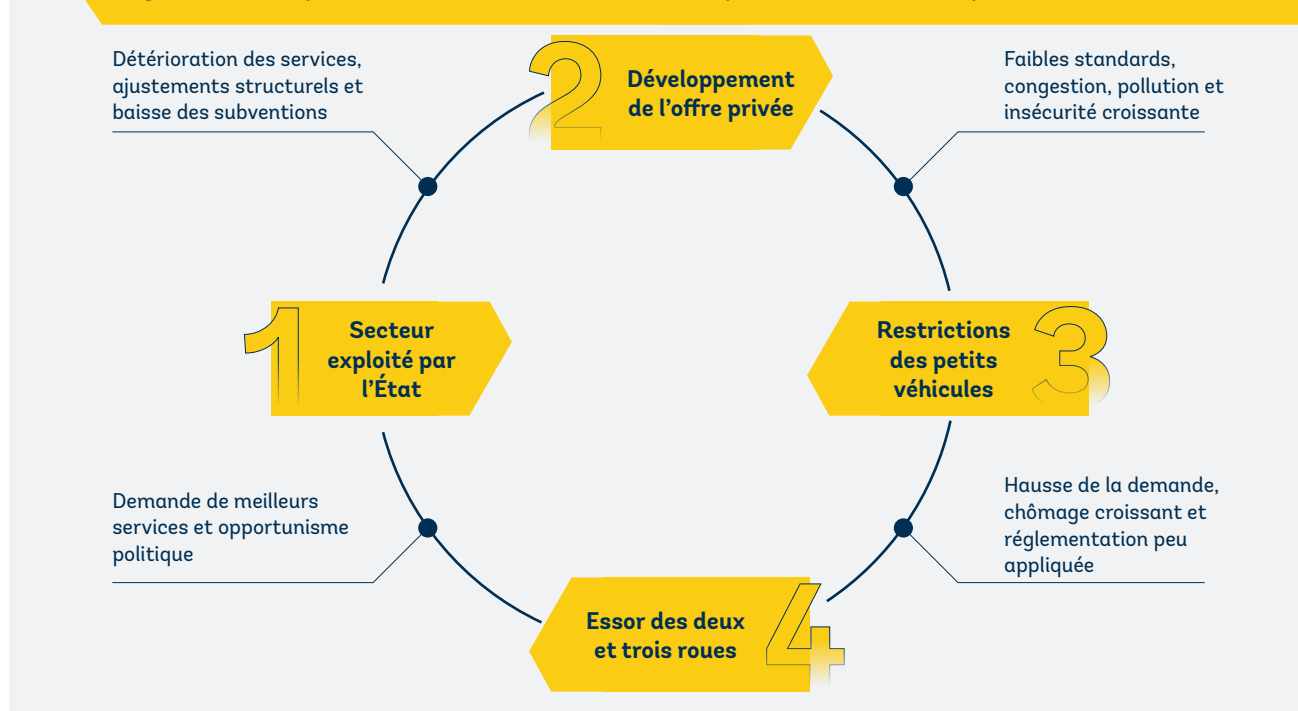 Détérioration des services,
ajustements structurels et
baisse des subventions
2
Développement
de l’offre privée
Faibles standards,
congestion, pollution et
insécurité croissante
1
Secteur
exploité par
l’État
Restrictions
des petits
véhicules
3
Demande de meilleurs
services et opportunisme
politique
Hausse de la demande,
chômage croissant et
réglementation peu
appliquée
Essor des deux
et trois roues
4